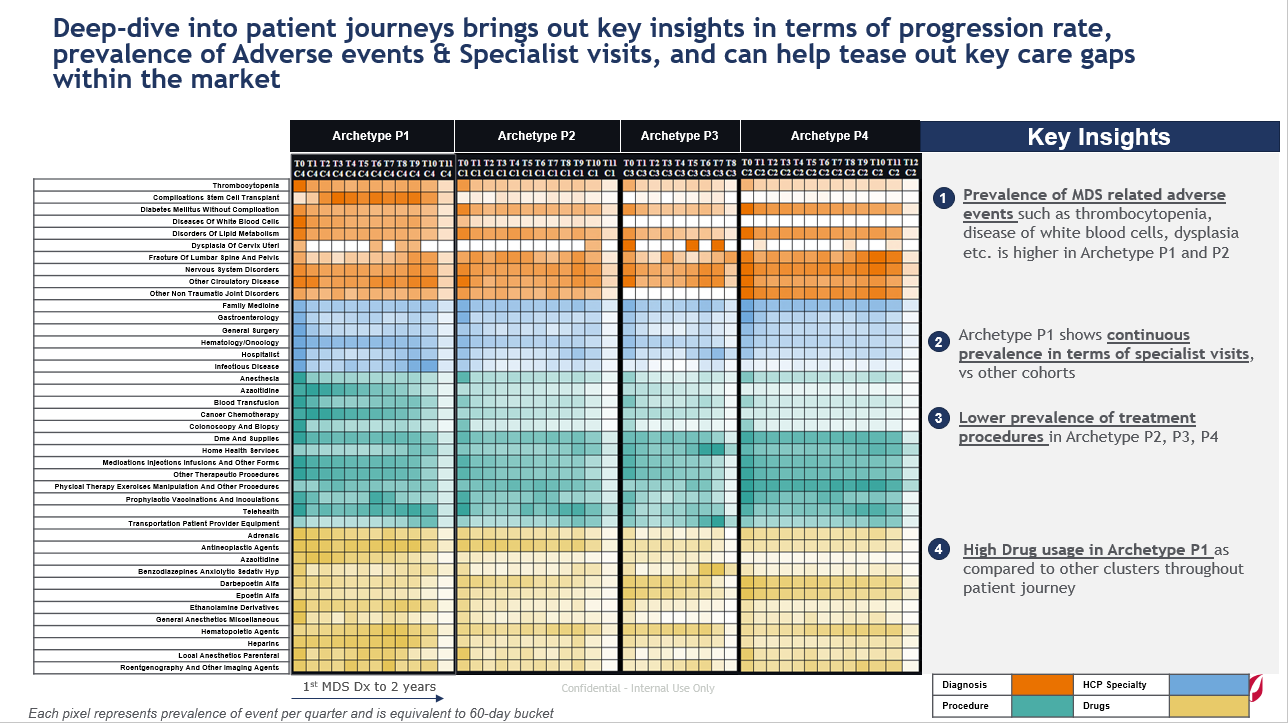 Deep-dive into patient journeys brings out key insights in terms of progression rate,
prevalence of Adverse events & Specialist visits, and can help tease out key care gaps
within the market
Archetype P1 Archetype P2 Archetype P3 Archetype P4
Key Insights
T0 T1 T2 T3 T4 T5 T6 T7 T8 T9 T10 T11 T0 T1 T2 T3 T4 T5 T6 T7 T8 T9 T10 T11 T0 T1 T2 T3 T4 T5 T6 T7 T8 T0 T1 T2 T3 T4 T5 T6 T7 T8 T9 T10 T11 T12
C4 C4 C4 C4 C4 C4 C4 C4 C4 C4 C4 C4 C1 C1 C1 C1 C1 C1 C1 C1 C1 C1 C1 C1 C3 C3 C3 C3 C3 C3 C3 C3 C3 C2 C2 C2 C2 C2 C2 C2 C2 C2 C2 C2 C2 C2
Thrombocytopenia
Complications Stem Cell Transplant
Diabetes Mellitus Without Complication
Diseases Of White Blood Cells
Disorders Of Lipid Metabolism
Dysplasia Of Cervix Uteri
Fracture Of Lumbar Spine And Pelvis
Nervous System Disorders
Other Circulatory Disease
Other Non Traumatic Joint Disorders
Family Medicine
Gastroenterology
General Surgery
Hematology/Oncology
Hospitalist
Infectious Disease
Anesthesia
Azacitidine
Blood Transfusion
Cancer Chemotherapy
Colonoscopy And Biopsy
Dme And Supplies
Home Health Services
Medications Injections Infusions And Other Forms
Other Therapeutic Procedures
Physical Therapy Exercises Manipulation And Other Procedures
Prophylactic Vaccinations And Inoculations
Telehealth
Transportation Patient Provider Equipment
Adrenals
Antineoplastic Agents
Azacitidine
Benzodiazepines Anxiolytic Sedativ Hyp
Darbepoetin Alfa
Epoetin Alfa
Ethanolamine Derivatives
General Anesthetics Miscellaneous
Hematopoietic Agents
Heparins
Local Anesthetics Parenteral
Roentgenography And Other Imaging Agents
1 Prevalence of MDS related adverse
events such as thrombocytopenia,
disease of white blood cells, dysplasia
etc. is higher in Archetype P1 and P2
2 Archetype P1 shows continuous
prevalence in terms of specialist visits,
vs other cohorts
3 Lower prevalence of treatment
procedures in Archetype P2, P3, P4
4 High Drug usage in Archetype P1 as
compared to other clusters throughout
patient journey
1st MDS Dx to 2 years
Confidential - Internal Use Only
Diagnosis HCP Specialty
Procedure Drugs
Each pixel represents prevalence of event per quarter and is equivalent to 60-day bucket